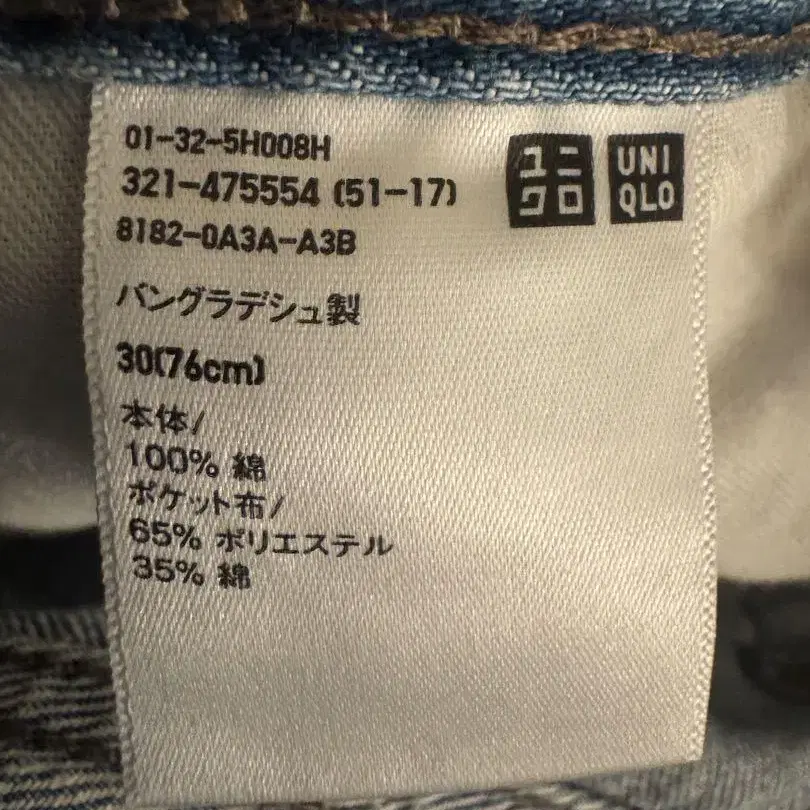 01-32-5H008H
321-475554 (51-17)
8182-0A3A-A3B
ユニ
クロ
UNI
QLO
バングラデシュ製
30(76cm)
本体/
100% 綿
ポケット布/
65% ポリエステル
35% 綿